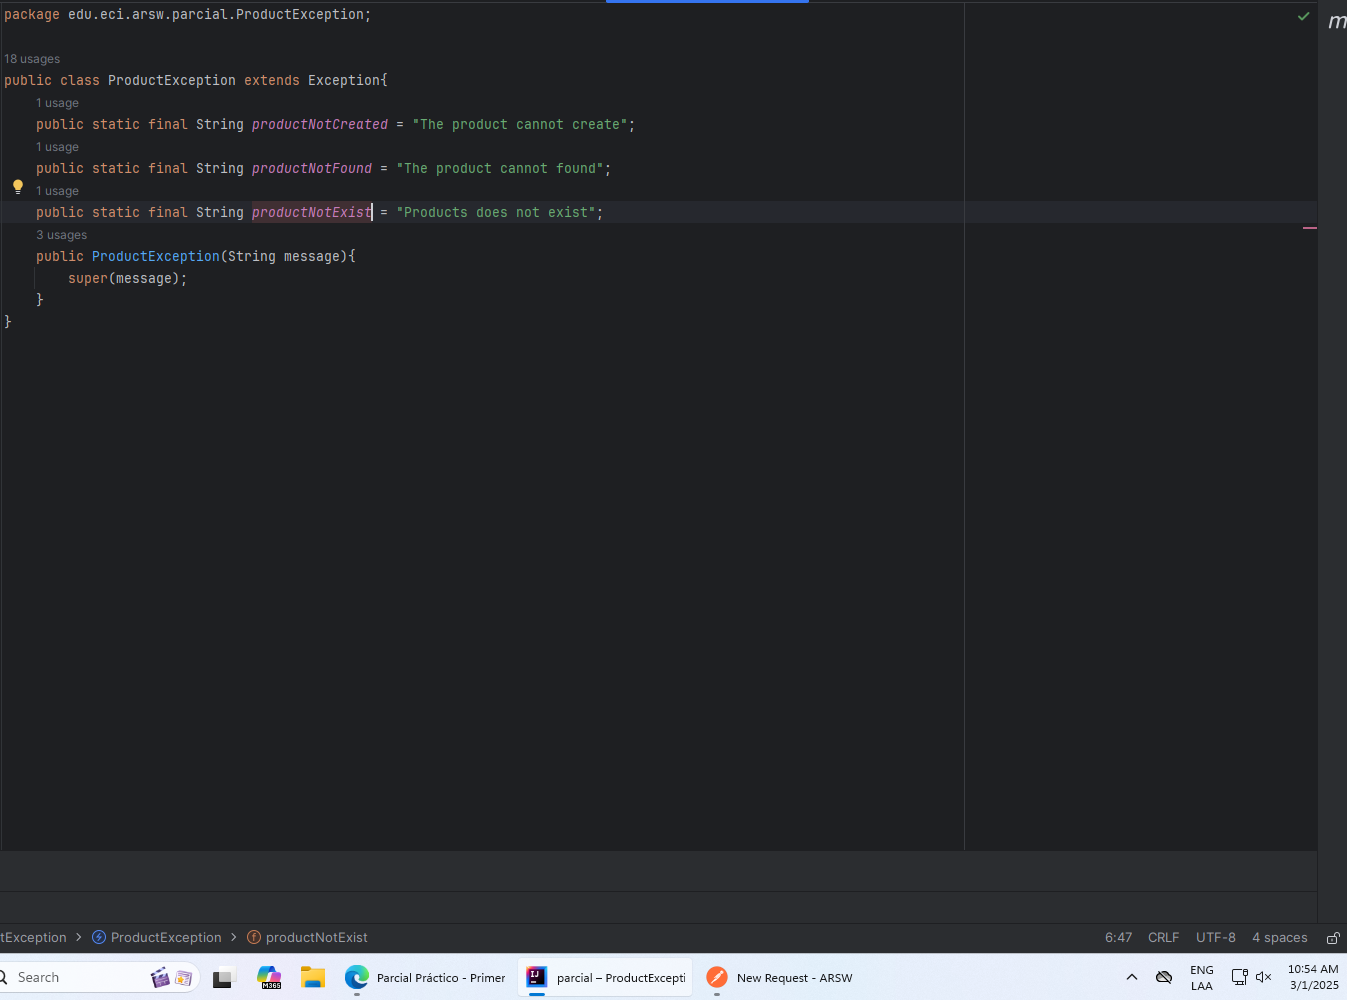 package edu.eci.arsw.parcial.ProductException;
m
18 usages
public class ProductException extends Exception{
1 usage
public static final String productNotCreated = "The product cannot create";
1 usage
public static final String productNotFound = "The product cannot found";
1 usage
public static final String productNotExist = "Products does not exist";
3 usages
public ProductException(String message){
super(message);
}
}
tException > ProductException > productNotExist
6:47 CRLF UTF-8 4 spaces
Search
M365
Parcial Práctico - Primer
IJ
parcial – ProductExcepti
New Request - ARSW
ENG
LAA
10:54 AM
3/1/2025